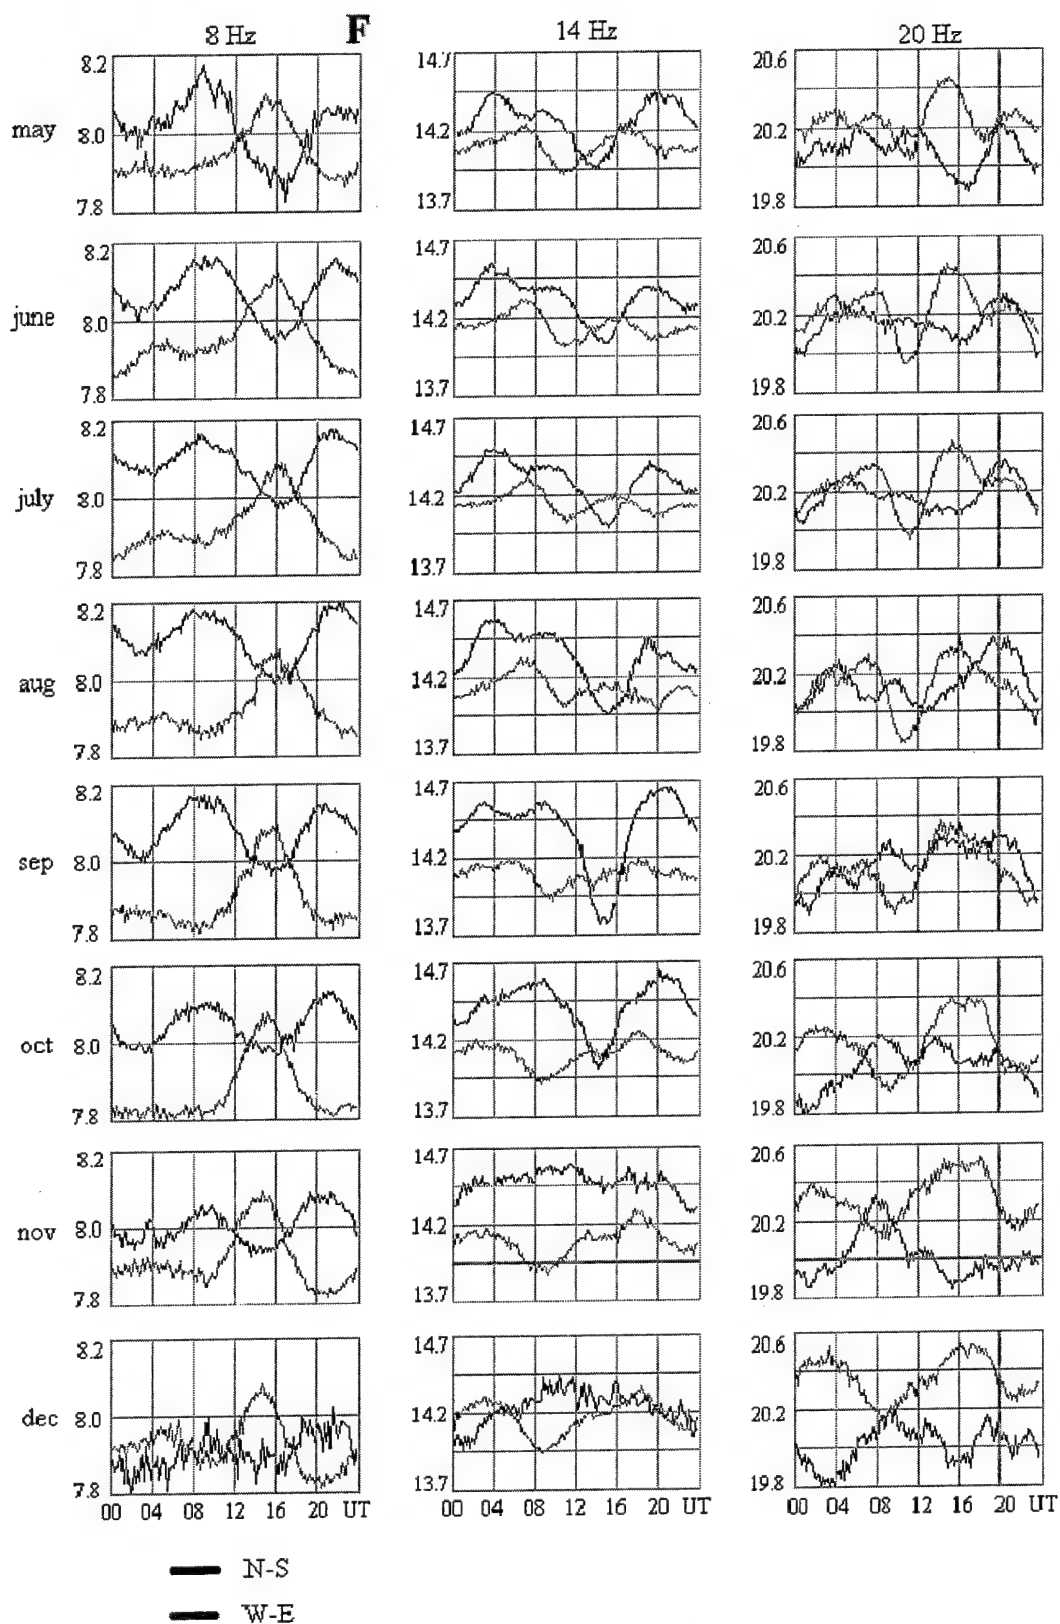 8 Hz F 14 Hz 20 Hz
8.2 14.7 20.6
may 8.0 14.2 20.2
7.8 13.7 19.8
8.2 14.7 20.6
june 8.0 14.2 20.2
7.8 13.7 19.8
8.2 14.7 20.6
july 8.0 14.2 20.2
7.8 13.7 19.8
8.2 14.7 20.6
aug 8.0 14.2 20.2
7.8 13.7 19.8
8.2 14.7 20.6
sep 8.0 14.2 20.2
7.8 13.7 19.8
8.2 14.7 20.6
oct 8.0 14.2 20.2
7.8 13.7 19.8
8.2 14.7 20.6
nov 8.0 14.2 20.2
7.8 13.7 19.8
8.2 14.7 20.6
dec 8.0 14.2 20.2
7.8 13.7 19.8
00 04 08 12 16 20 UT 00 04 08 12 16 20 UT 00 04 08 12 16 20 UT
N-S
W-E